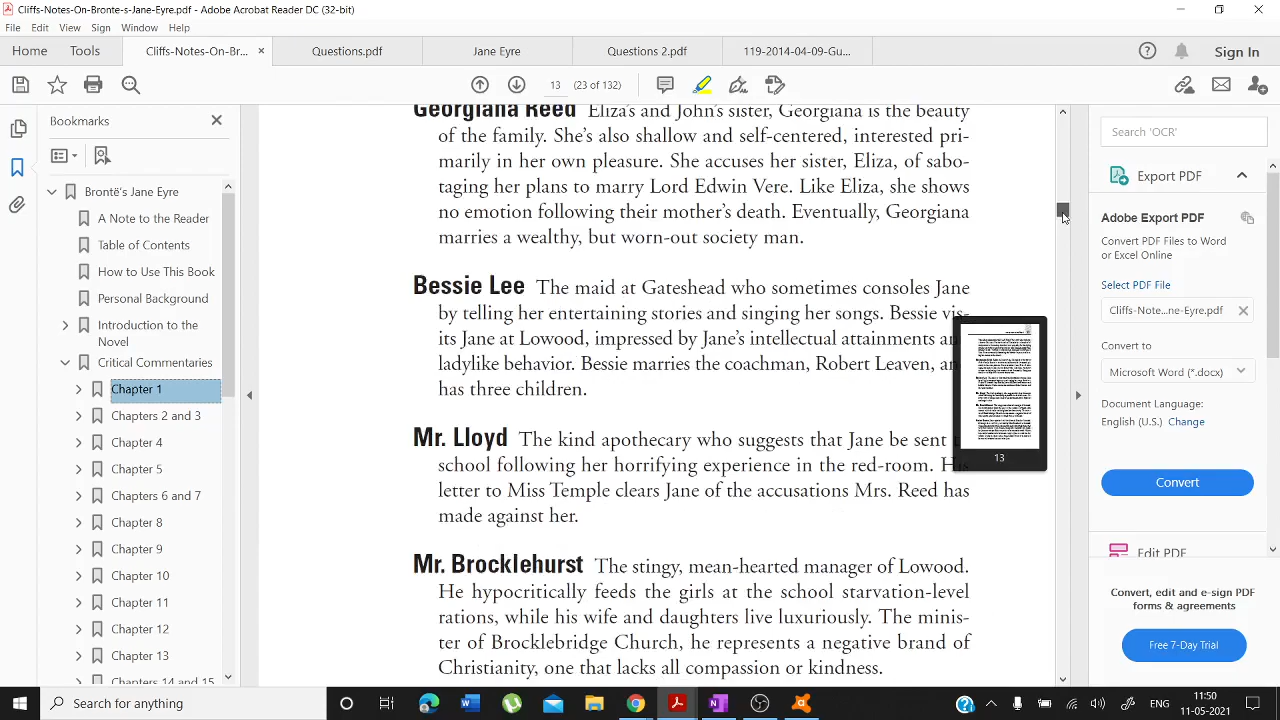 Cliffs-Notes-On-Bronte-s-Jane-Eyre.pdf - Adobe Acrobat Reader DC (32-bit)
File Edit View Sign Window Help
Home Tools Cliffs-Notes-On-Br... Questions.pdf Jane Eyre Questions 2.pdf 119-2014-04-09-Gu... Sign In
13 (23 of 132)
Bookmarks
Brontë's Jane Eyre
A Note to the Reader
Table of Contents
How to Use This Book
Personal Background
Introduction to the
Novel
Critical Commentaries
Chapter 1
Chapters 2 and 3
Chapter 4
Chapter 5
Chapters 6 and 7
Chapter 8
Chapter 9
Chapter 10
Chapter 11
Chapter 12
Chapter 13
Chapters 14 and 15
Georgiana Reed Eliza's and John's sister, Georgiana is the beauty
of the family. She's also shallow and self-centered, interested pri-
marily in her own pleasure. She accuses her sister, Eliza, of sabo-
taging her plans to marry Lord Edwin Vere. Like Eliza, she shows
no emotion following their mother's death. Eventually, Georgiana
marries a wealthy, but worn-out society man.
Bessie Lee The maid at Gateshead who sometimes consoles Jane
by telling her entertaining stories and singing her songs. Bessie vis-
its Jane at Lowood, impressed by Jane's intellectual attainments
ladylike behavior. Bessie marries the coachman, Robert Leaven,
has three children.
Mr. Lloyd The kind apothecary who suggests that Jane be sent
school following her horrifying experience in the red-room. His
letter to Miss Temple clears Jane of the accusations Mrs. Reed has
made against her.
Mr. Brocklehurst The stingy, mean-hearted manager of Lowood.
He hypocritically feeds the girls at the school starvation-level
rations, while his wife and daughters live luxuriously. The minis-
ter of Brocklebridge Church, he represents a negative brand of
Christianity, one that lacks all compassion or kindness.
13
Search 'OCR'
Export PDF
Adobe Export PDF
Convert PDF Files to Word
or Excel Online
Select PDF File
Cliffs-Note...ne-Eyre.pdf
Convert to
Microsoft Word (*.docx)
Document Language:
English (U.S.) Change
Convert
Edit PDF
Convert, edit and e-sign PDF
forms & agreements
Free 7-Day Trial
Search for anything
ENG
11:50
11-05-2021